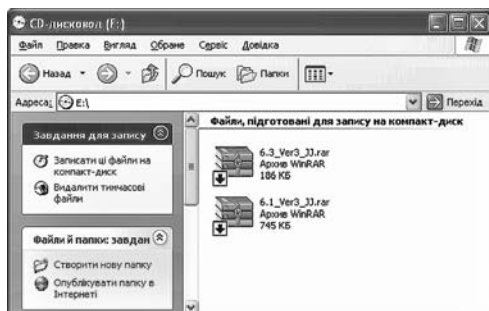 CD-дисковод (E:)
Файл Правка Вигляд Обране Сервіс Довідка
Назад Пошук Папки
Адреса: E:\ Перехід
Завдання для запису
Записати ці файли на
компакт-диск
Видалити тимчасові
файли
Файли й папки: завдан
Створити нову папку
Опублікувати папку в
Інтернеті
Файли, підготовані для запису на компакт-диск
6.3_Ver3_JJ.rar
Архив WinRAR
186 КБ
6.1_Ver3_JJ.rar
Архив WinRAR
745 КБ